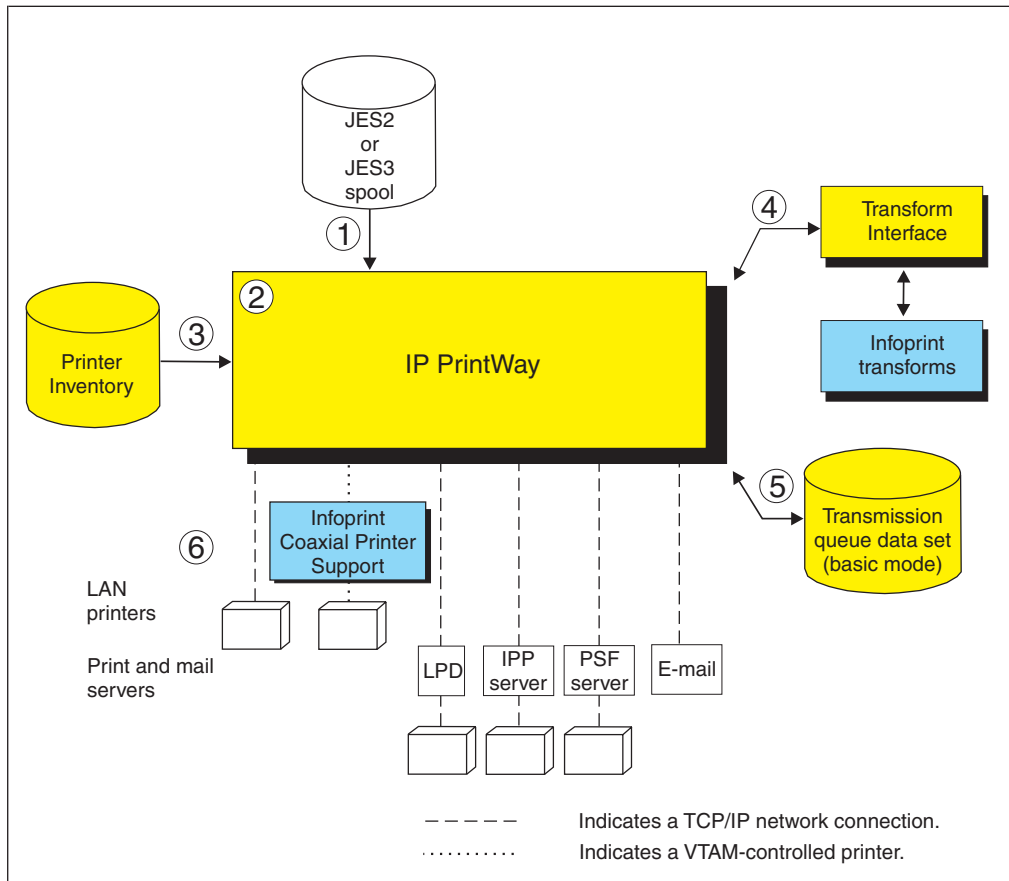 JES2
or
JES3
spool
①
④
Transform
Interface
②
③
IP PrintWay
Printer
Inventory
Infoprint
transforms
⑤
Transmission
queue data set
(basic mode)
Infoprint
Coaxial Printer
Support
⑥
LAN
printers
Print and mail
servers
LPD
IPP
server
PSF
server
E-mail
Indicates a TCP/IP network connection.
Indicates a VTAM-controlled printer.